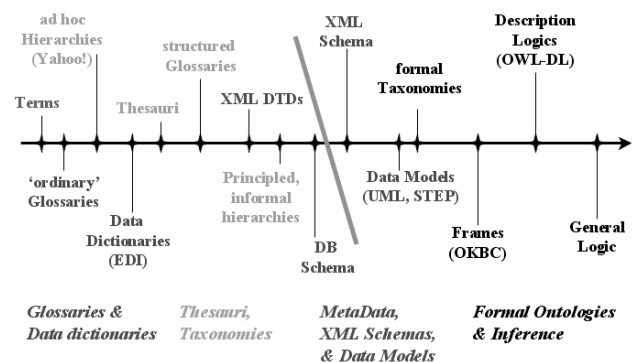 ad hoc
Hierarchies
(Yahoo!)
structured
Glossaries
XML
Schema
Description
Logics
(OWL-DL)
formal
Taxonomies
Terms
Thesauri
XML DTDs
'ordinary'
Glossaries
Data
Dictionaries
(EDI)
Principled,
informal
hierarchies
DB
Schema
Data Models
(UML, STEP)
Frames
(OKBC)
General
Logic
Glossaries &
Data dictionaries
Thesauri,
Taxonomies
MetaData,
XML Schemas,
& Data Models
Formal Ontologies
& Inference